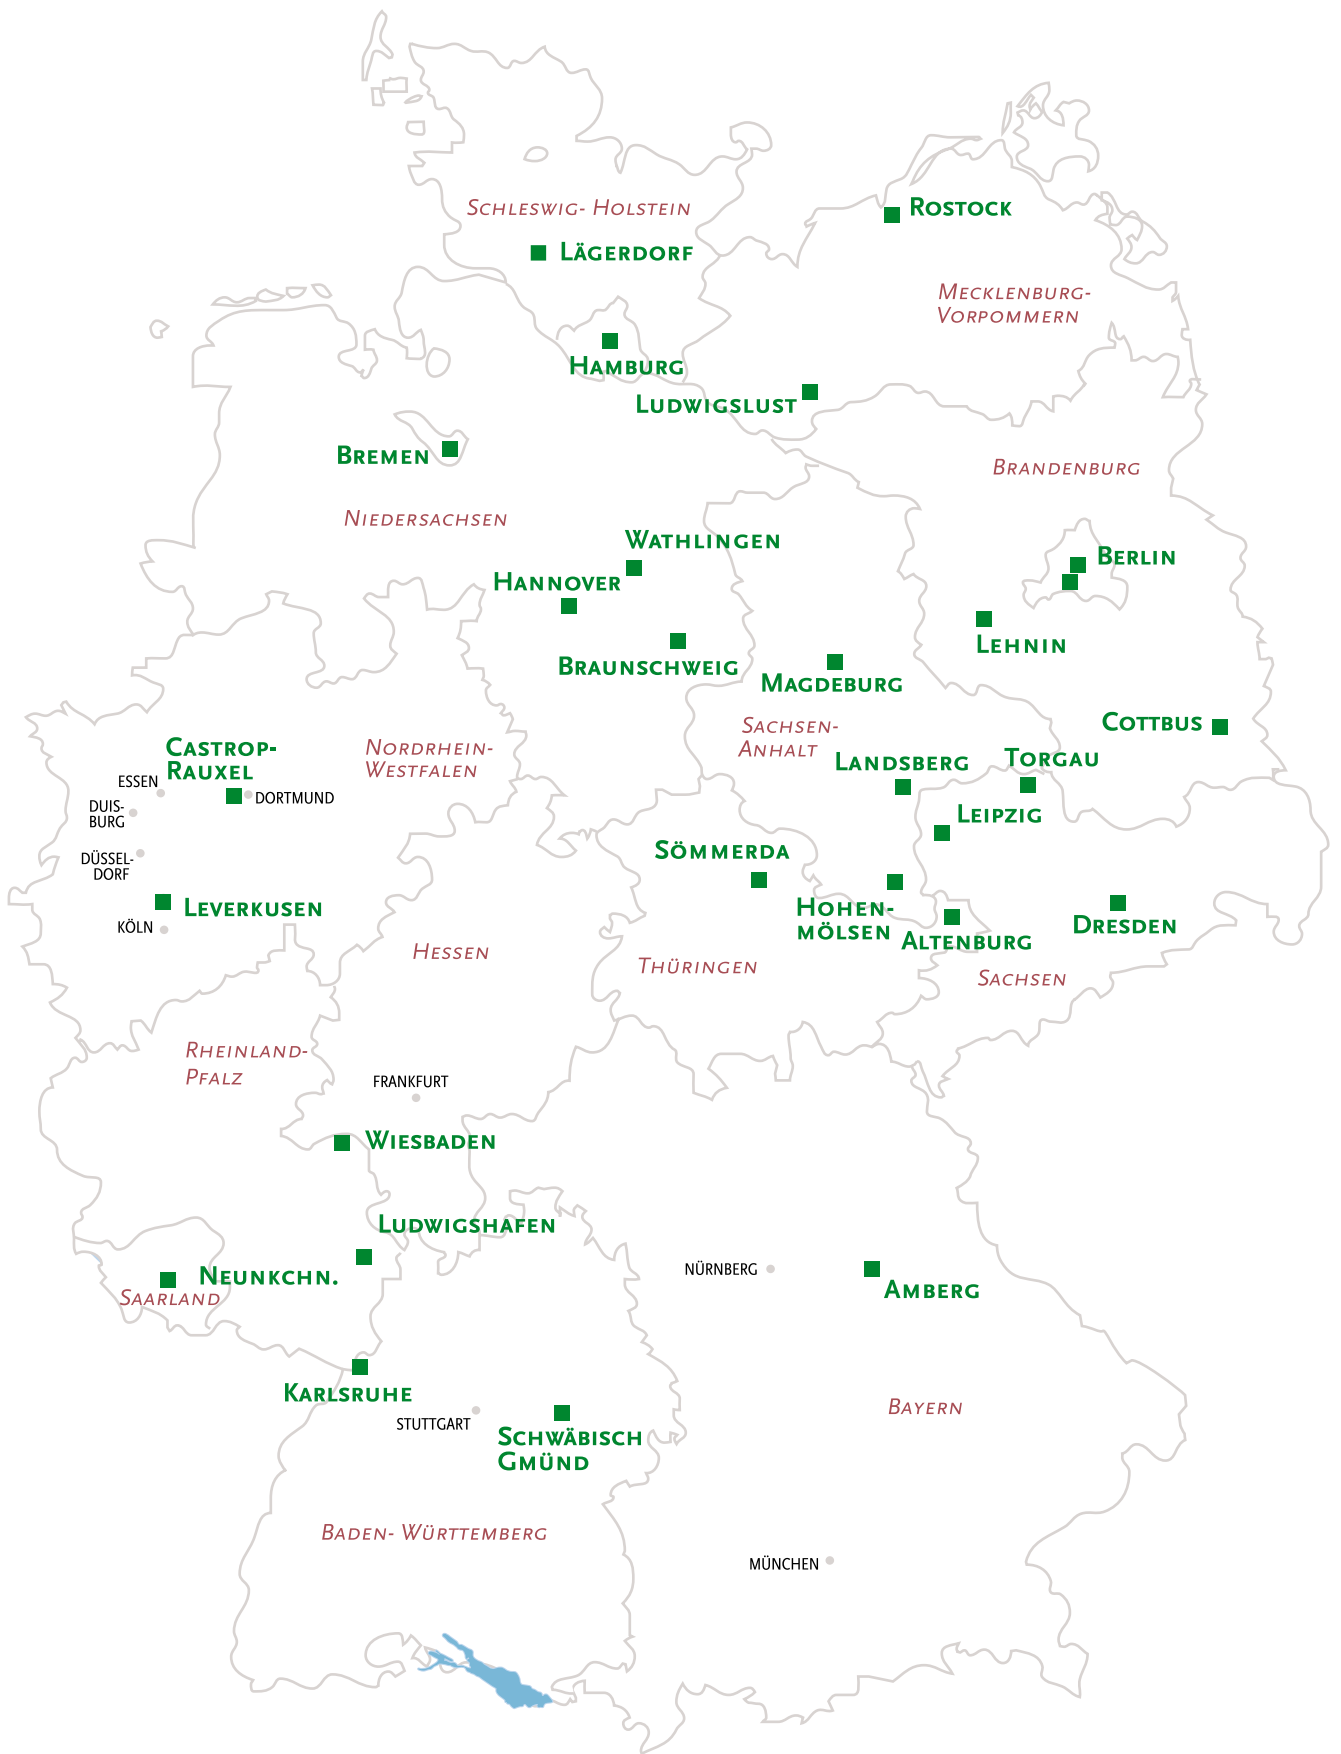 SCHLESWIG- HOLSTEIN
ROSTOCK
LÄGERDORF
MECKLENBURG-
VORPOMMERN
HAMBURG
LUDWIGSLUST
BREMEN
BRANDENBURG
NIEDERSACHSEN
WATHLINGEN
BERLIN
HANNOVER
LEHNIN
BRAUNSCHWEIG
MAGDEBURG
COTTBUS
SACHSEN-
ANHALT
CASTROP-
RAUXEL
NORDRHEIN-
WESTFALEN
LANDSBERG
TORGAU
ESSEN
DORTMUND
DUIS-
BURG
LEIPZIG
DÜSSEL-
DORF
SÖMMERDA
LEVERKUSEN
HOHEN-
MÖLSEN
KÖLN
DRESDEN
ALTENBURG
HESSEN
THÜRINGEN
SACHSEN
RHEINLAND-
PFALZ
FRANKFURT
WIESBADEN
LUDWIGSHAFEN
NEUNKCHN.
SAARLAND
NÜRNBERG
AMBERG
KARLSRUHE
STUTTGART
BAYERN
SCHWÄBISCH
GMÜND
BADEN- WÜRTTEMBERG
MÜNCHEN